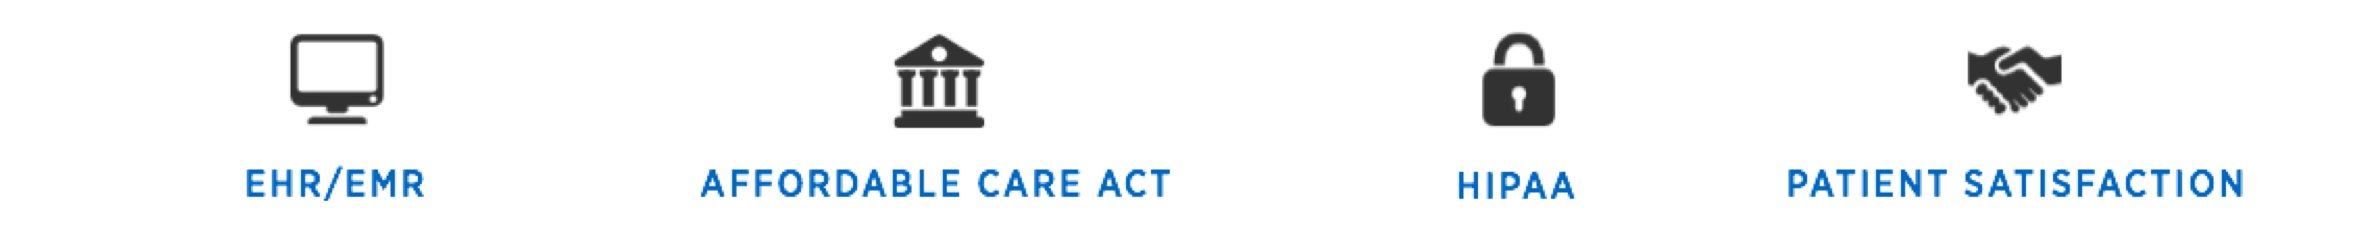 EHR/EMR
AFFORDABLE CARE ACT
HIPAA
PATIENT SATISFACTION